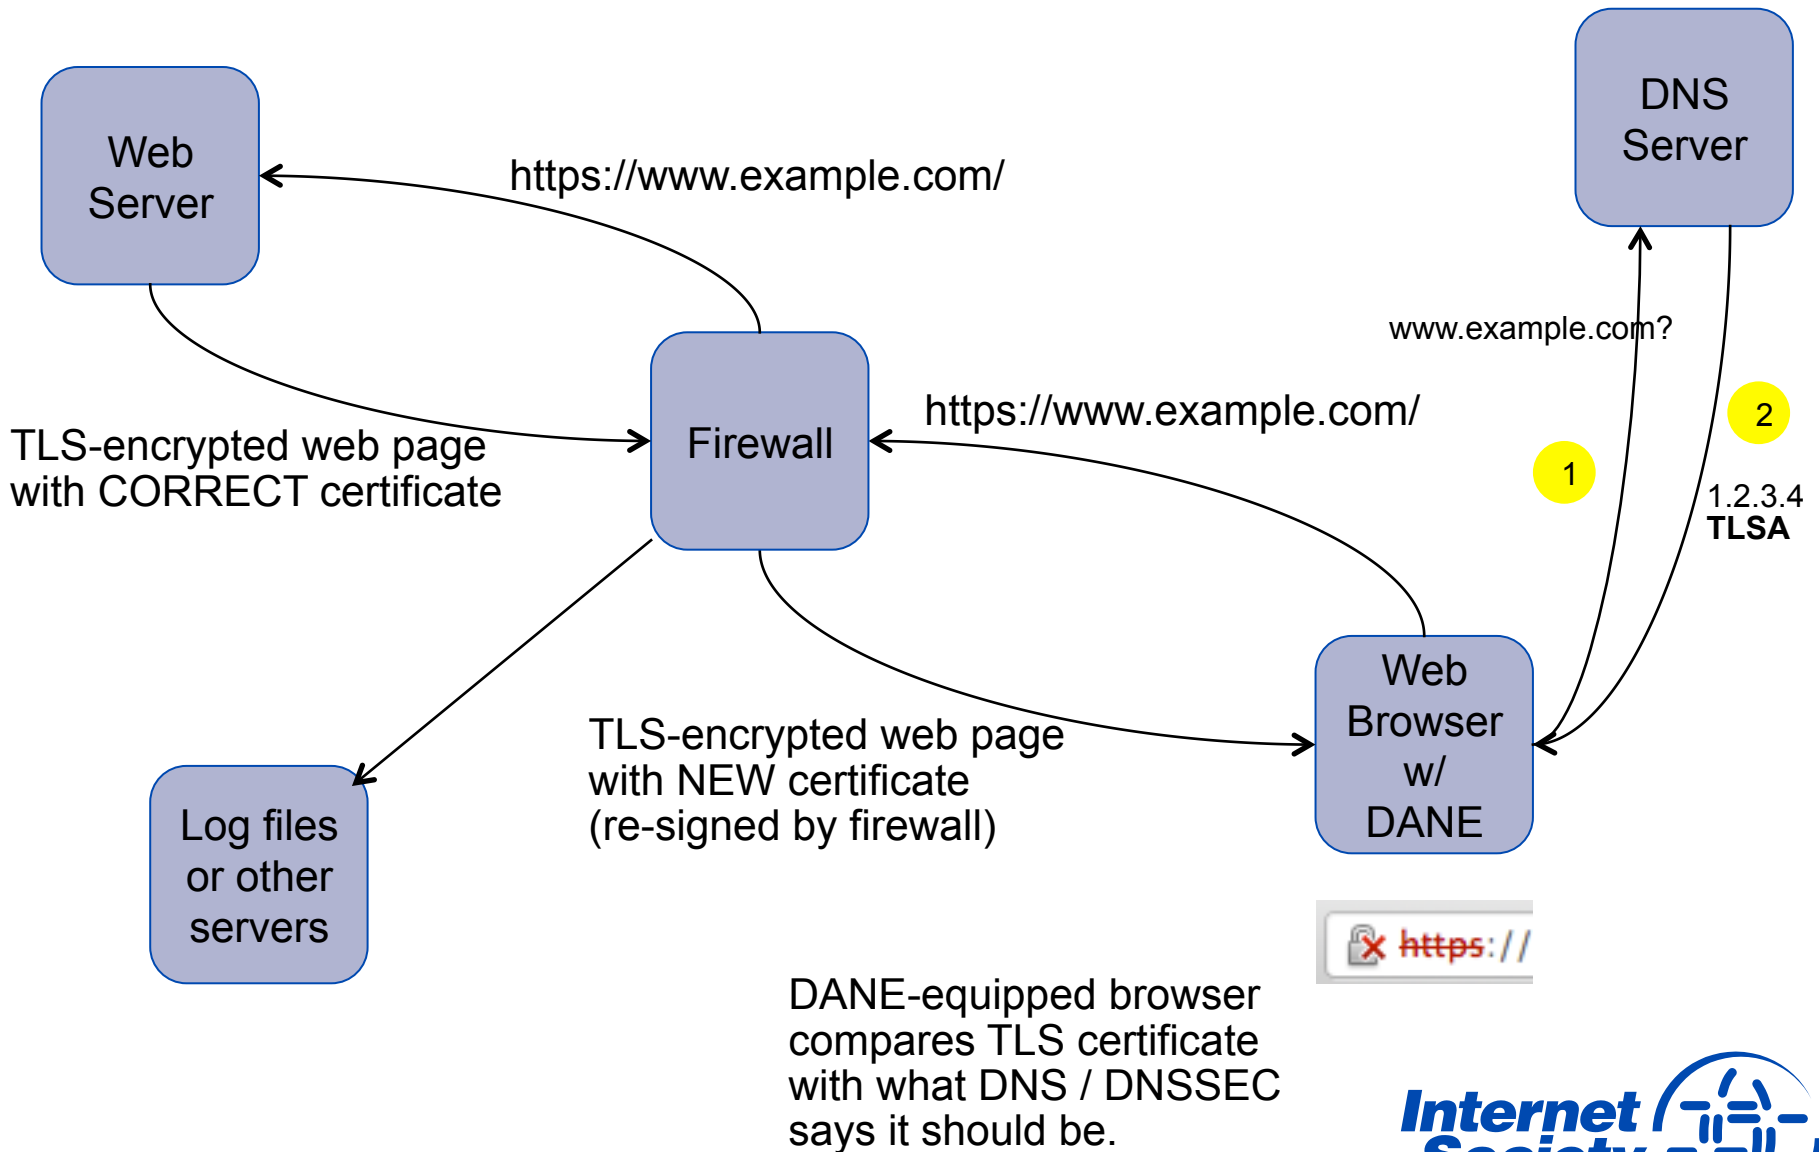 Web
Server
https://www.example.com/
DNS
Server
www.example.com?
TLS-encrypted web page
with CORRECT certificate
Firewall
https://www.example.com/
1
2
1.2.3.4
TLSA
Log files
or other
servers
TLS-encrypted web page
with NEW certificate
(re-signed by firewall)
Web
Browser
w/
DANE
https://
DANE-equipped browser
compares TLS certificate
with what DNS / DNSSEC
says it should be.
Internet
Society